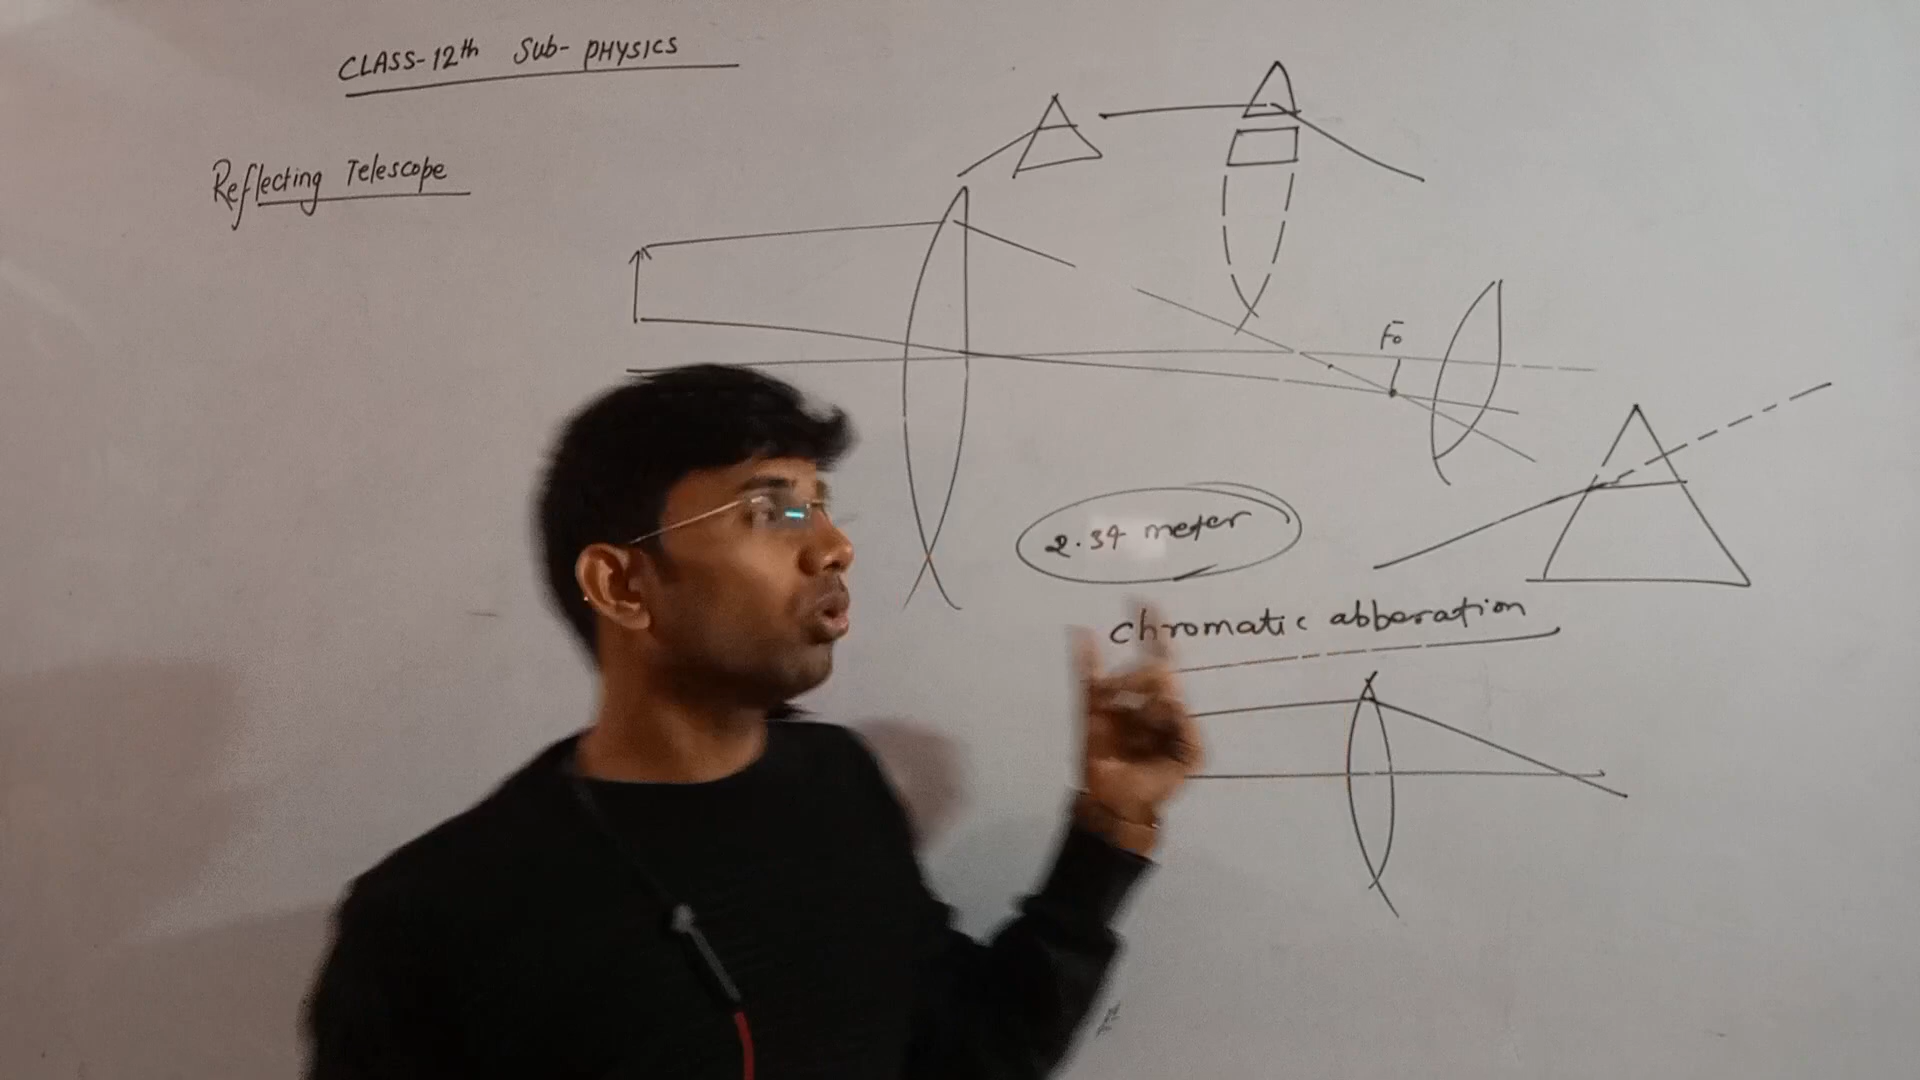 CLASS-12th Sub- PHYSICS
Reflecting Telescope
Fo
2.34 meter
chromatic abberation